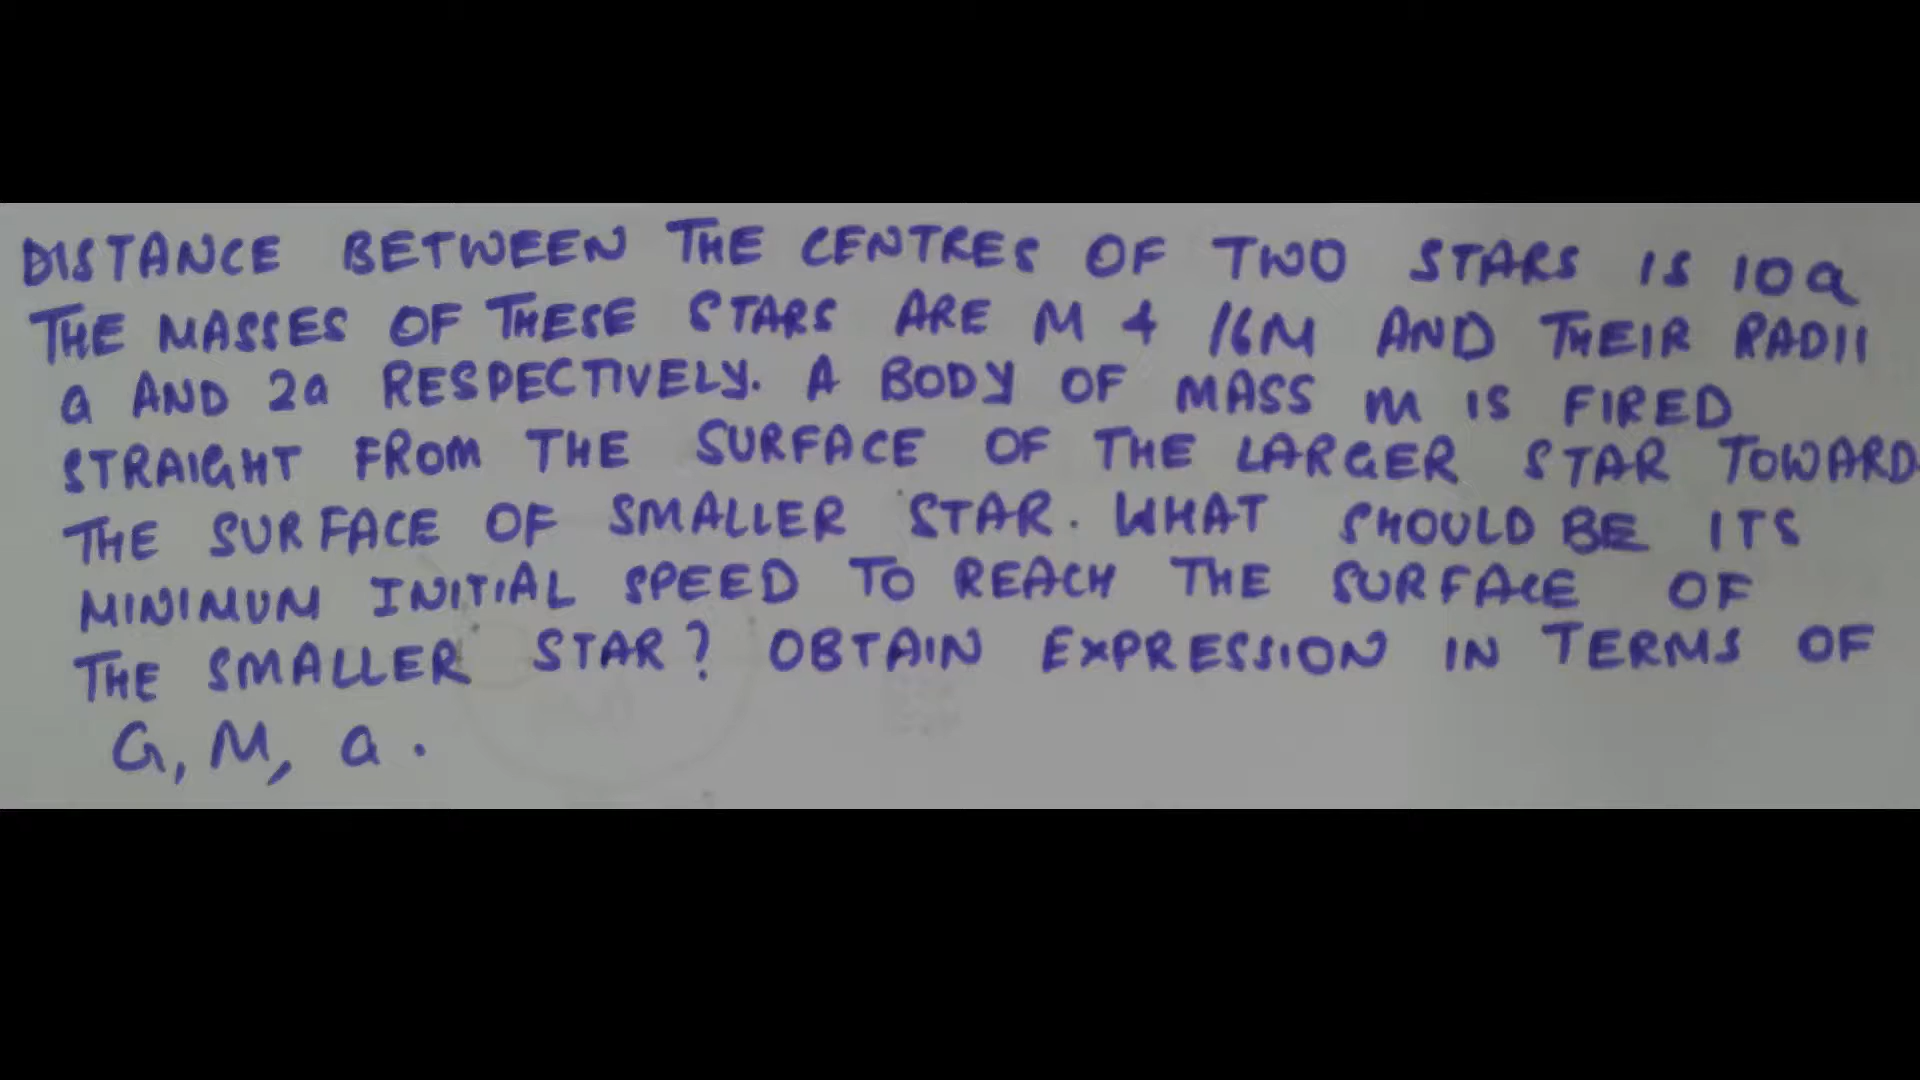 DISTANCE BETWEEN THE CENTRES OF TWO STARS IS 10a
THE MASSES OF THESE STARS ARE M & 16M AND THEIR RADII
a AND 2a RESPECTIVELY. A BODY OF MASS m IS FIRED
STRAIGHT FROM THE SURFACE OF THE LARGER STAR TOWARD
THE SURFACE OF SMALLER STAR. WHAT SHOULD BE ITS
MINIMUM INITIAL SPEED TO REACH THE SURFACE OF
THE SMALLER STAR? OBTAIN EXPRESSION IN TERMS OF
G, M, a.